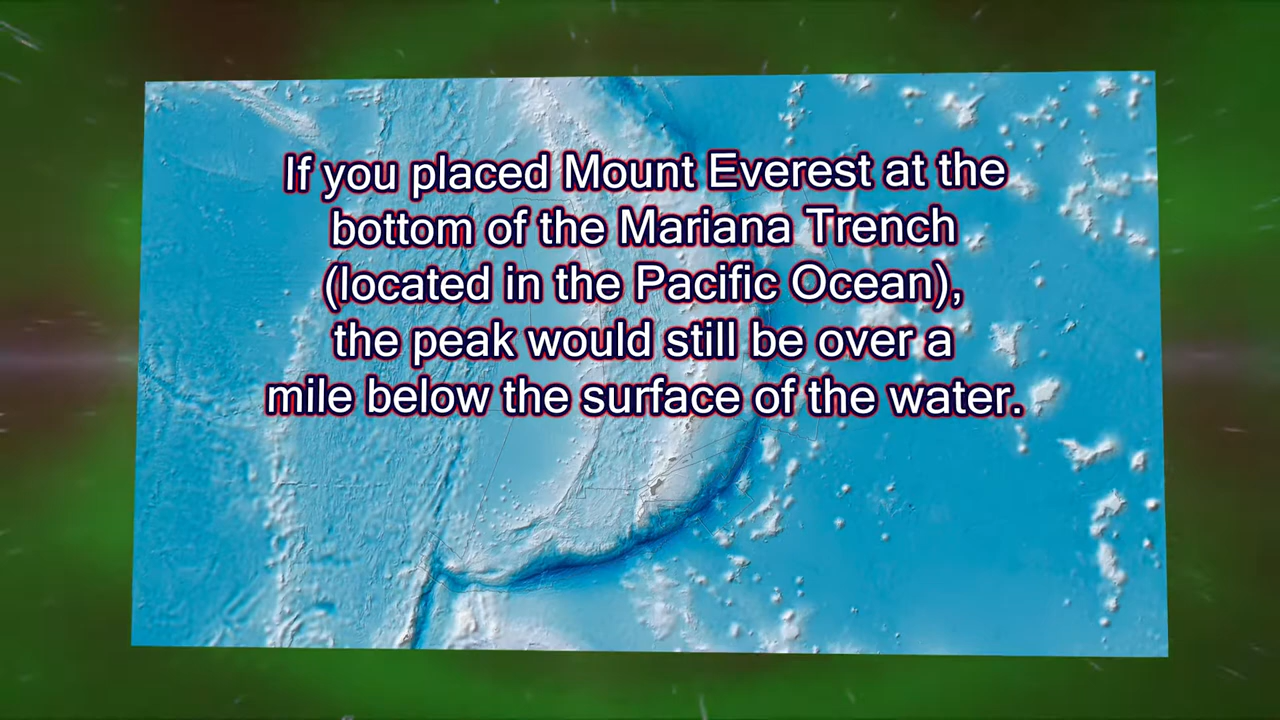 If you placed Mount Everest at the
bottom of the Mariana Trench
(located in the Pacific Ocean),
the peak would still be over a
mile below the surface of the water.